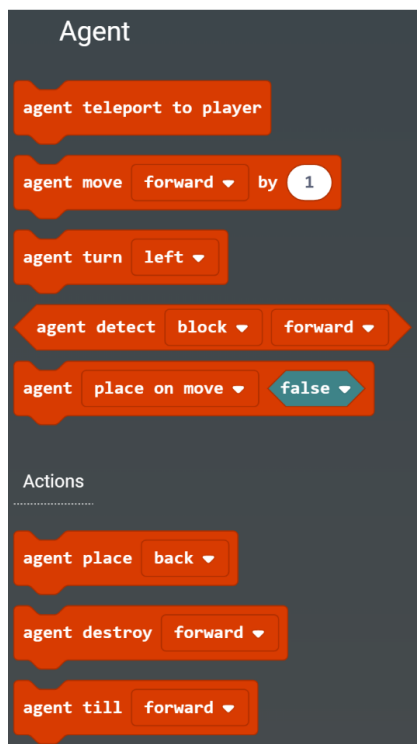 Agent
agent teleport to player
agent move forward by 1
agent turn left
agent detect block forward
agent place on move false
Actions
agent place back
agent destroy forward
agent till forward